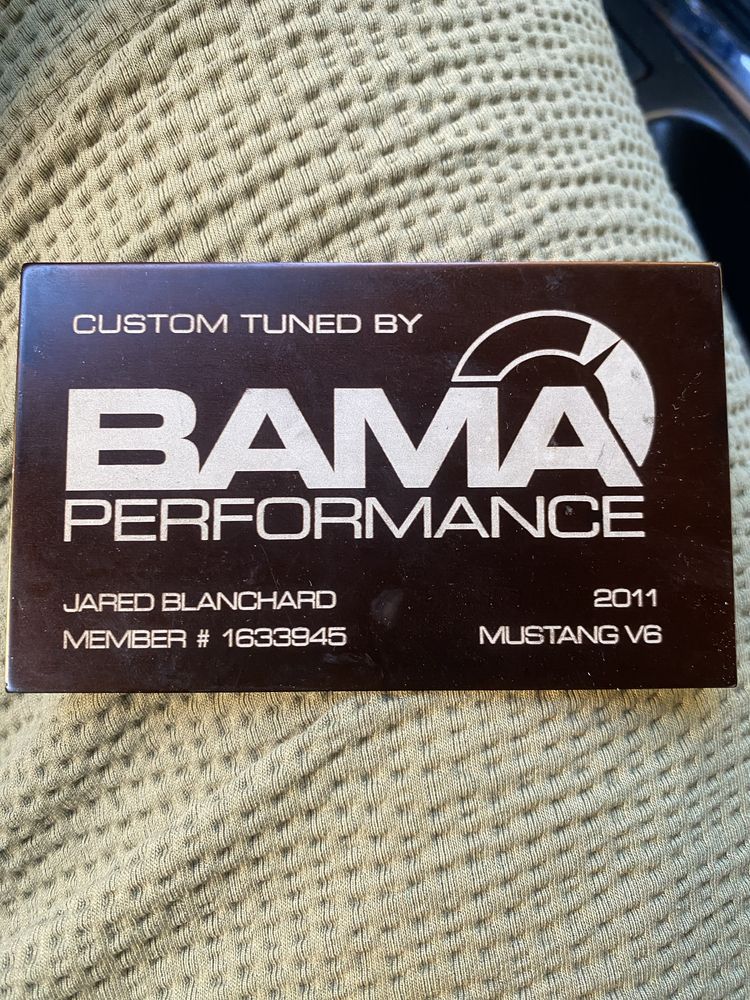 CUSTOM TUNED BY
BAMA
PERFORMANCE
JARED BLANCHARD 2011
MEMBER # 1633945 MUSTANG V6